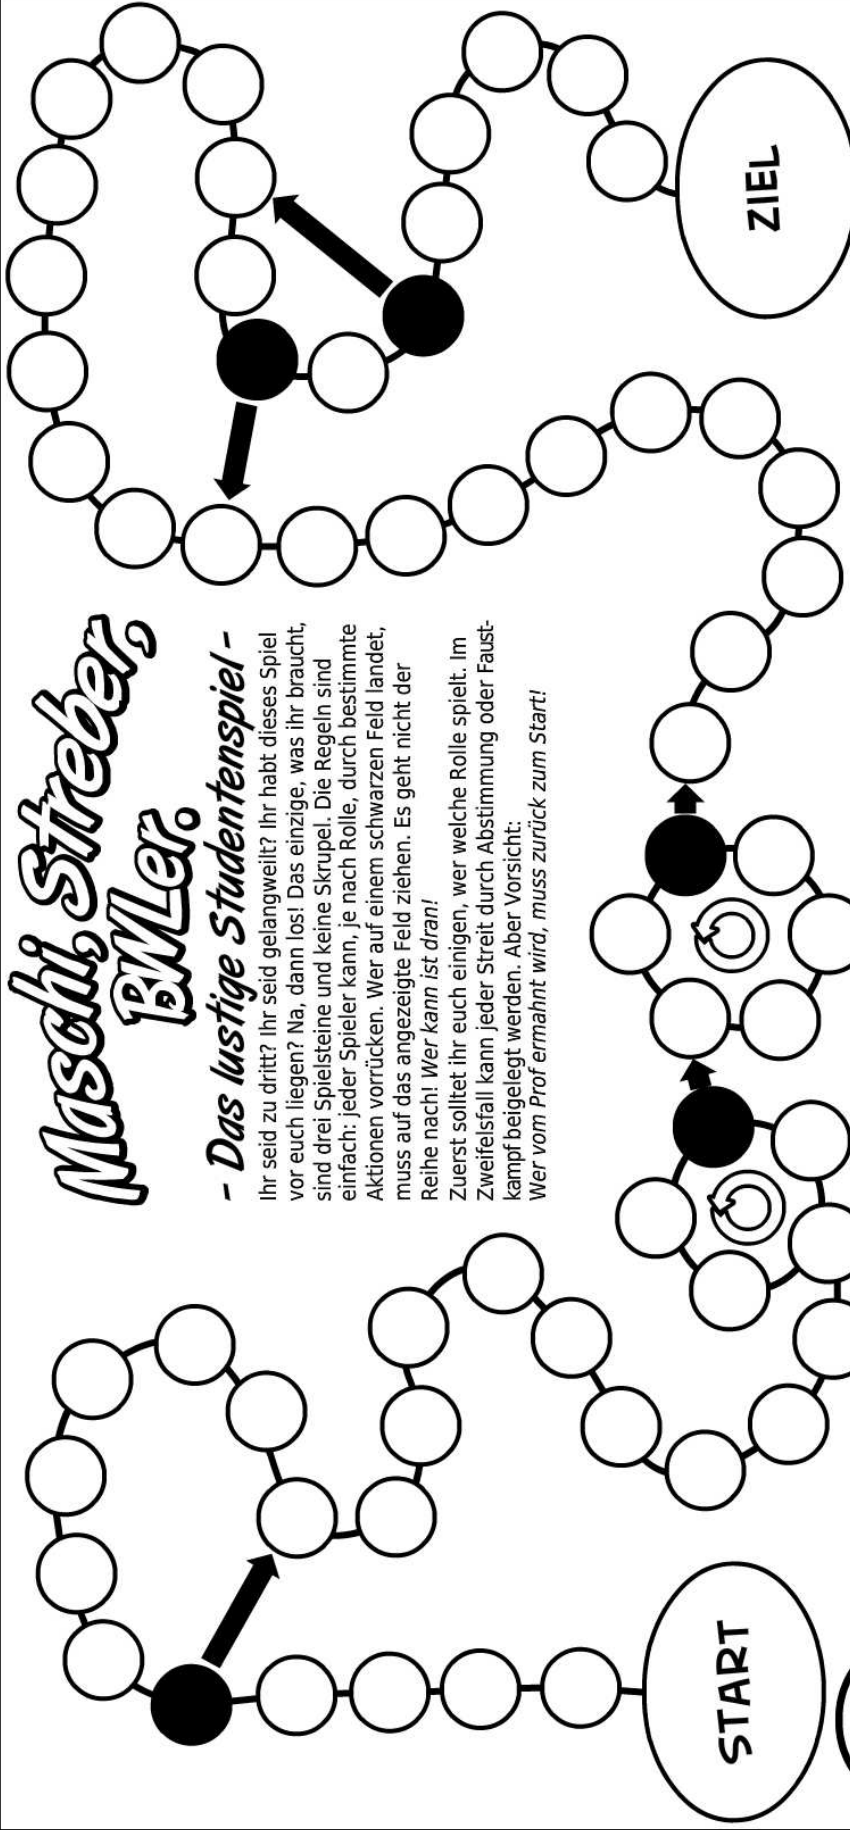 Maschi, Streber,
BWLer.
- Das lustige Studentenspiel -
Ihr seid zu dritt? Ihr seid gelangweilt? Ihr habt dieses Spiel
vor euch liegen? Na, dann los! Das einzige, was ihr braucht,
sind drei Spielsteine und keine Skrupel. Die Regeln sind
einfach: jeder Spieler kann, je nach Rolle, durch bestimmte
Aktionen vorrücken. Wer auf einem schwarzen Feld landet,
muss auf das angezeigte Feld ziehen. Es geht nicht der
Reihe nach! Wer kann ist dran!
Zuerst solltet ihr euch einigen, wer welche Rolle spielt. Im
Zweifelsfall kann jeder Streit durch Abstimmung oder Faust-
kampf beigelegt werden. Aber Vorsicht:
Wer vom Prof ermahnt wird, muss zurück zum Start!
START
ZIEL